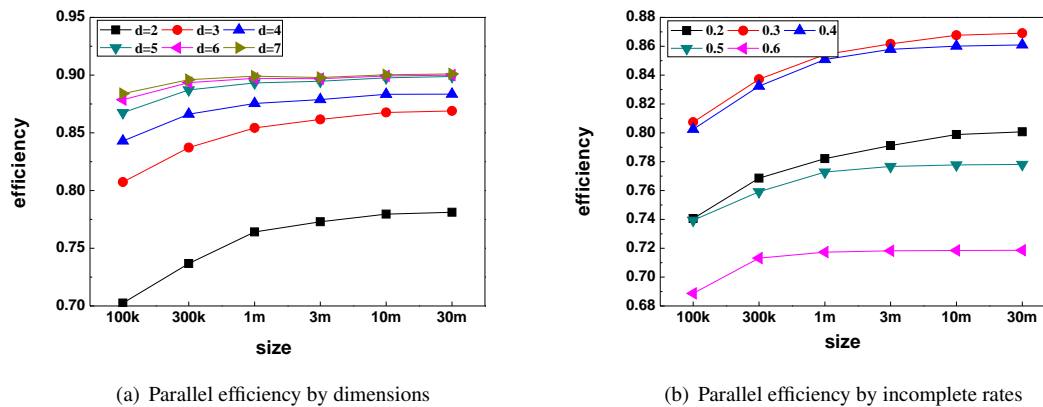 d=2 d=3 d=4
d=5 d=6 d=7
0.95
0.90
0.85
0.80
0.75
0.70
efficiency
100k 300k 1m 3m 10m 30m
size
(a) Parallel efficiency by dimensions
0.2 0.3 0.4
0.5 0.6
0.88
0.86
0.84
0.82
0.80
0.78
0.76
0.74
0.72
0.70
0.68
efficiency
100k 300k 1m 3m 10m 30m
size
(b) Parallel efficiency by incomplete rates